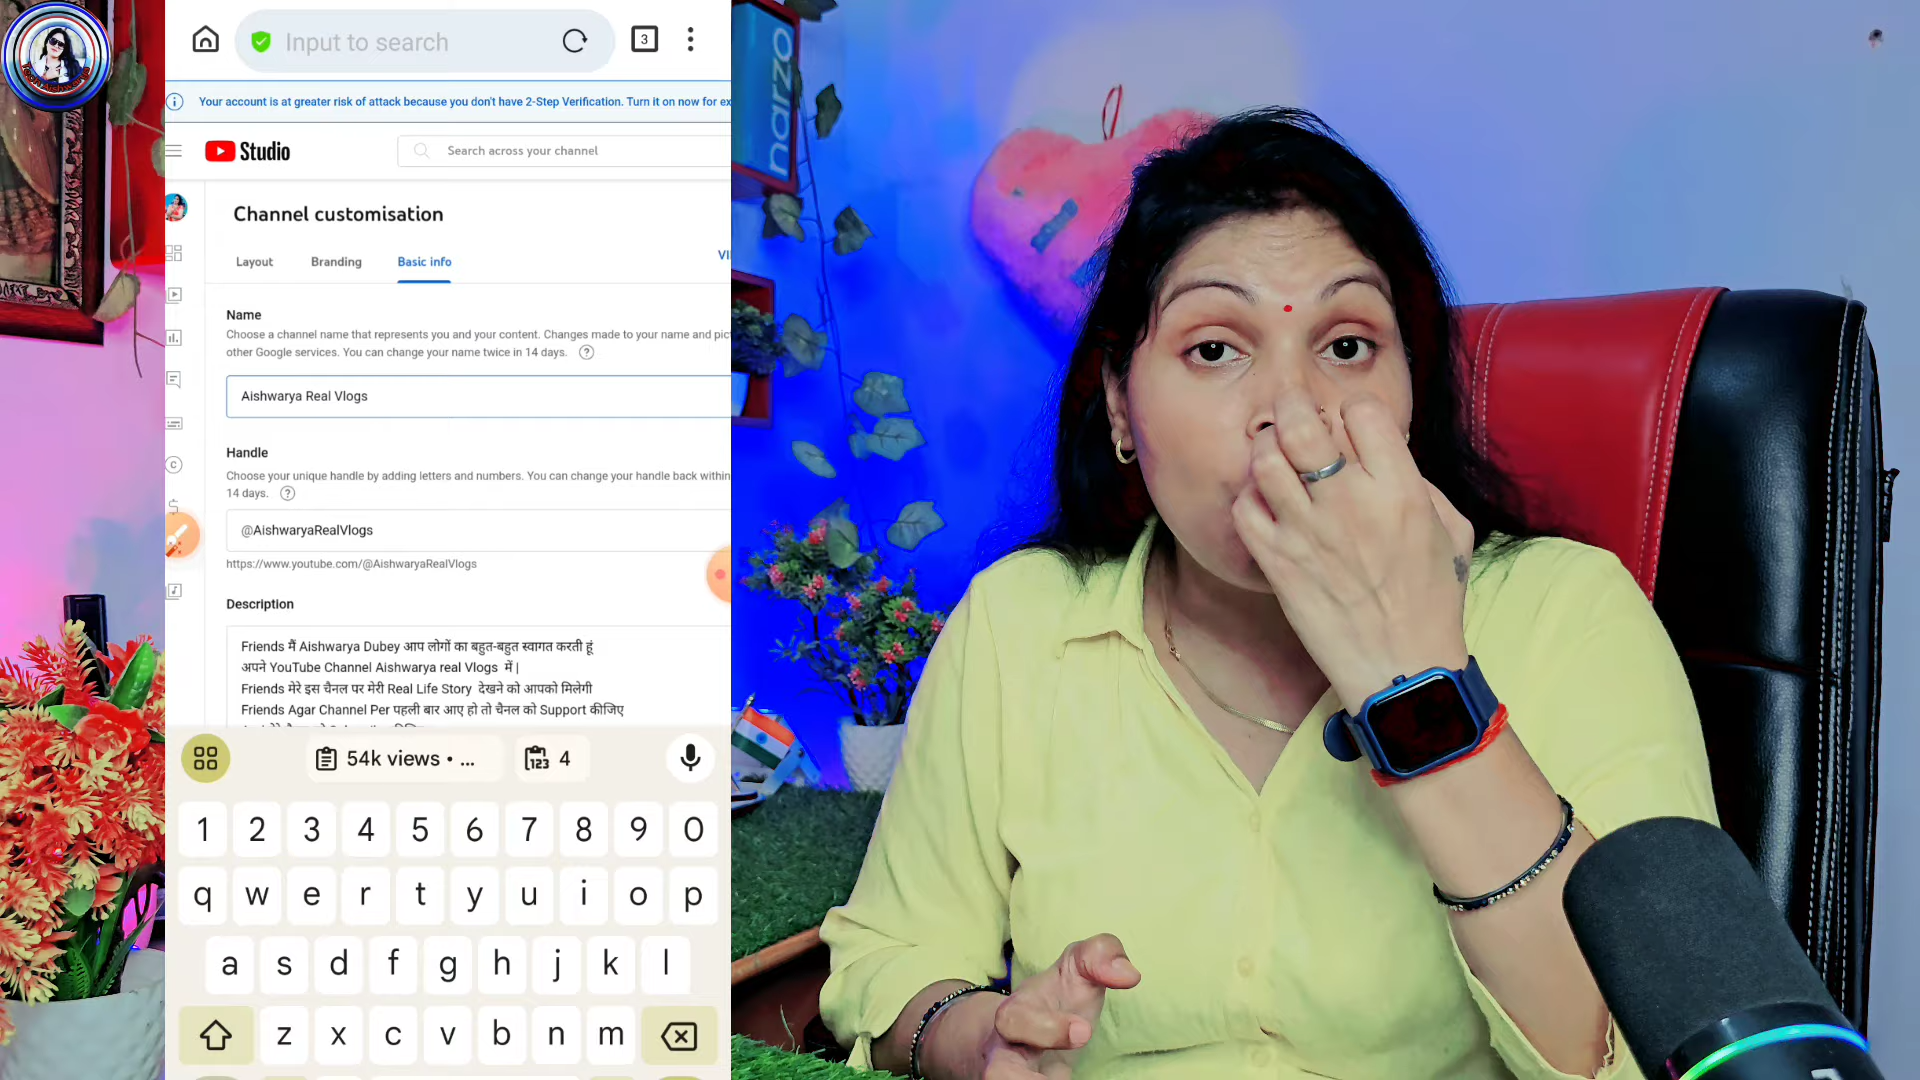 Input to search
3
Your account is at greater risk of attack because you don't have 2-Step Verification. Turn it on now for ex
Studio
Search across your channel
Channel customisation
Layout Branding Basic info
Name
Choose a channel name that represents you and your content. Changes made to your name and pict
other Google services. You can change your name twice in 14 days.
Aishwarya Real Vlogs
Handle
Choose your unique handle by adding letters and numbers. You can change your handle back within
14 days.
@AishwaryaRealVlogs
https://www.youtube.com/@AishwaryaRealVlogs
Description
Friends मैं Aishwarya Dubey आप लोगों का बहुत-बहुत स्वागत करती हूं
अपने YouTube Channel Aishwarya real Vlogs में |
Friends मेरे इस चैनल पर मेरी Real Life Story देखने को आपको मिलेगी
Friends Agar Channel Per पहली बार आए हो तो चैनल को Support कीजिए
54k views • ... 123 4
1 2 3 4 5 6 7 8 9 0
q w e r t y u i o p
a s d f g h j k l
z x c v b n m
narzo